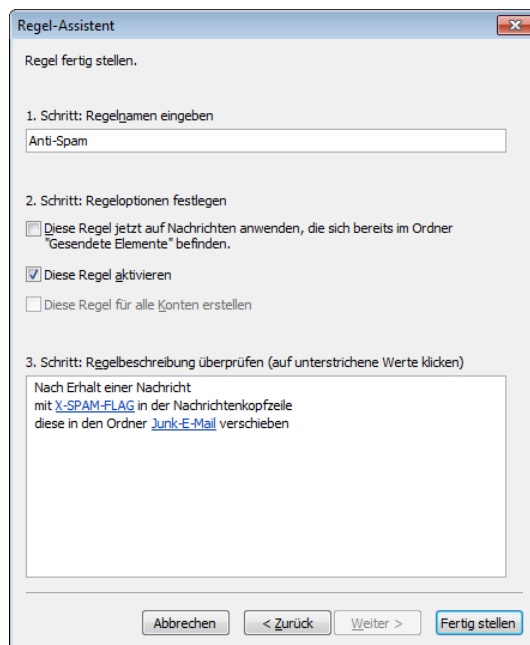 Regel-Assistent
Regel fertig stellen.
1. Schritt: Regelnamen eingeben
Anti-Spam
2. Schritt: Regeloptionen festlegen
Diese Regel jetzt auf Nachrichten anwenden, die sich bereits im Ordner
"Gesendete Elemente" befinden.
Diese Regel aktivieren
Diese Regel für alle Konten erstellen
3. Schritt: Regelbeschreibung überprüfen (auf unterstrichene Werte klicken)
Nach Erhalt einer Nachricht
mit X-SPAM-FLAG in der Nachrichtenkopfzeile
diese in den Ordner Junk-E-Mail verschieben
Abbrechen < Zurück Weiter > Fertig stellen